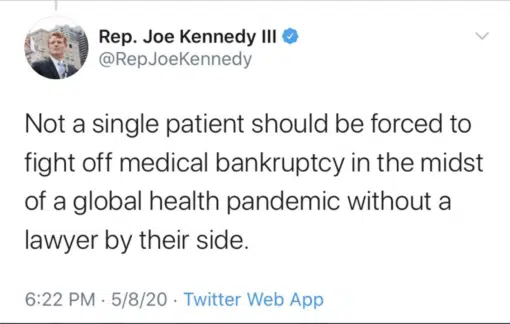 Rep. Joe Kennedy III
@RepJoeKennedy
Not a single patient should be forced to
fight off medical bankruptcy in the midst
of a global health pandemic without a
lawyer by their side.
6:22 PM · 5/8/20 · Twitter Web App